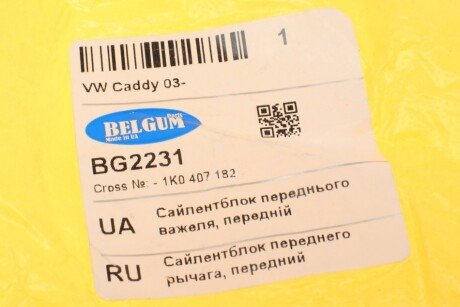 1
VW Caddy 03-
BELGUM Parts
Made in UA
BG2231
Cross №: - 1K0 407 182
UA Сайлентблок переднього
важеля, передній
RU Сайлентблок переднего
рычага, передний